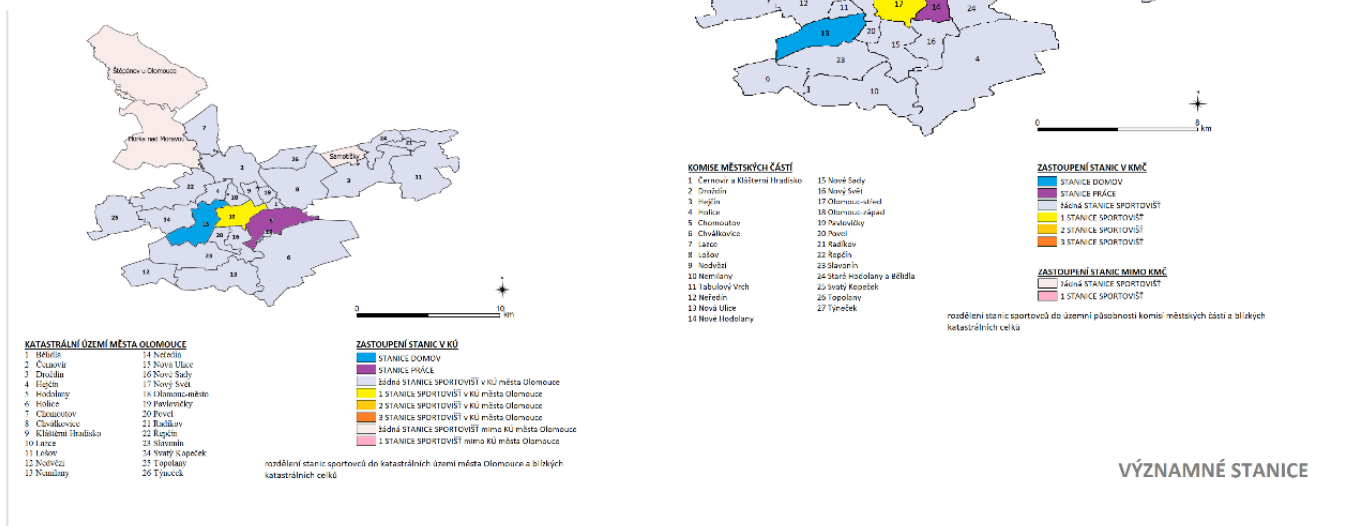 Štěpánov u Olomouce
Horka nad Moravou
Samotišky
0 10 km
KATASTRÁLNÍ ÚZEMÍ MĚSTA OLOMOUCE
1 Bělidla
2 Černovír
3 Droždín
4 Hejčín
5 Hodolany
6 Holice
7 Chomoutov
8 Chválkovice
9 Klášterní Hradisko
10 Lazce
11 Lošov
12 Nedvězí
13 Nemilany
14 Neředín
15 Nová Ulice
16 Nové Sady
17 Nový Svět
18 Olomouc-město
19 Pavlovičky
20 Povel
21 Radíkov
22 Řepčín
23 Slavonín
24 Svatý Kopeček
25 Topolany
26 Týneček
ZASTOUPENÍ STANIC V KÚ
STANICE DOMOV
STANICE PRÁCE
žádná STANICE SPORTOVIŠŤ v KÚ města Olomouce
1 STANICE SPORTOVIŠŤ v KÚ města Olomouce
2 STANICE SPORTOVIŠŤ v KÚ města Olomouce
3 STANICE SPORTOVIŠŤ v KÚ města Olomouce
žádná STANICE SPORTOVIŠŤ mimo KÚ města Olomouce
1 STANICE SPORTOVIŠŤ mimo KÚ města Olomouce
rozdělení stanic sportovců do katastrálních území města Olomouce a blízkých
katastrálních celků
0 8 km
KOMISE MĚSTSKÝCH ČÁSTÍ
1 Černovír a Klášterní Hradisko
2 Droždín
3 Hejčín
4 Holice
5 Chomoutov
6 Chválkovice
7 Lazce
8 Lošov
9 Nedvězí
10 Nemilany
11 Tabulový Vrch
12 Neředín
13 Nová Ulice
14 Nové Hodolany
15 Nové Sady
16 Nový Svět
17 Olomouc-střed
18 Olomouc-západ
19 Pavlovičky
20 Povel
21 Radíkov
22 Řepčín
23 Slavonín
24 Staré Hodolany a Bělidla
25 Svatý Kopeček
26 Topolany
27 Týneček
ZASTOUPENÍ STANIC V KMČ
STANICE DOMOV
STANICE PRÁCE
žádná STANICE SPORTOVIŠŤ
1 STANICE SPORTOVIŠŤ
2 STANICE SPORTOVIŠŤ
3 STANICE SPORTOVIŠŤ
ZASTOUPENÍ STANIC MIMO KMČ
žádná STANICE SPORTOVIŠŤ
1 STANICE SPORTOVIŠŤ
rozdělení stanic sportovců do územní působnosti komisí městských částí a blízkých
katastrálních celků
VÝZNAMNÉ STANICE